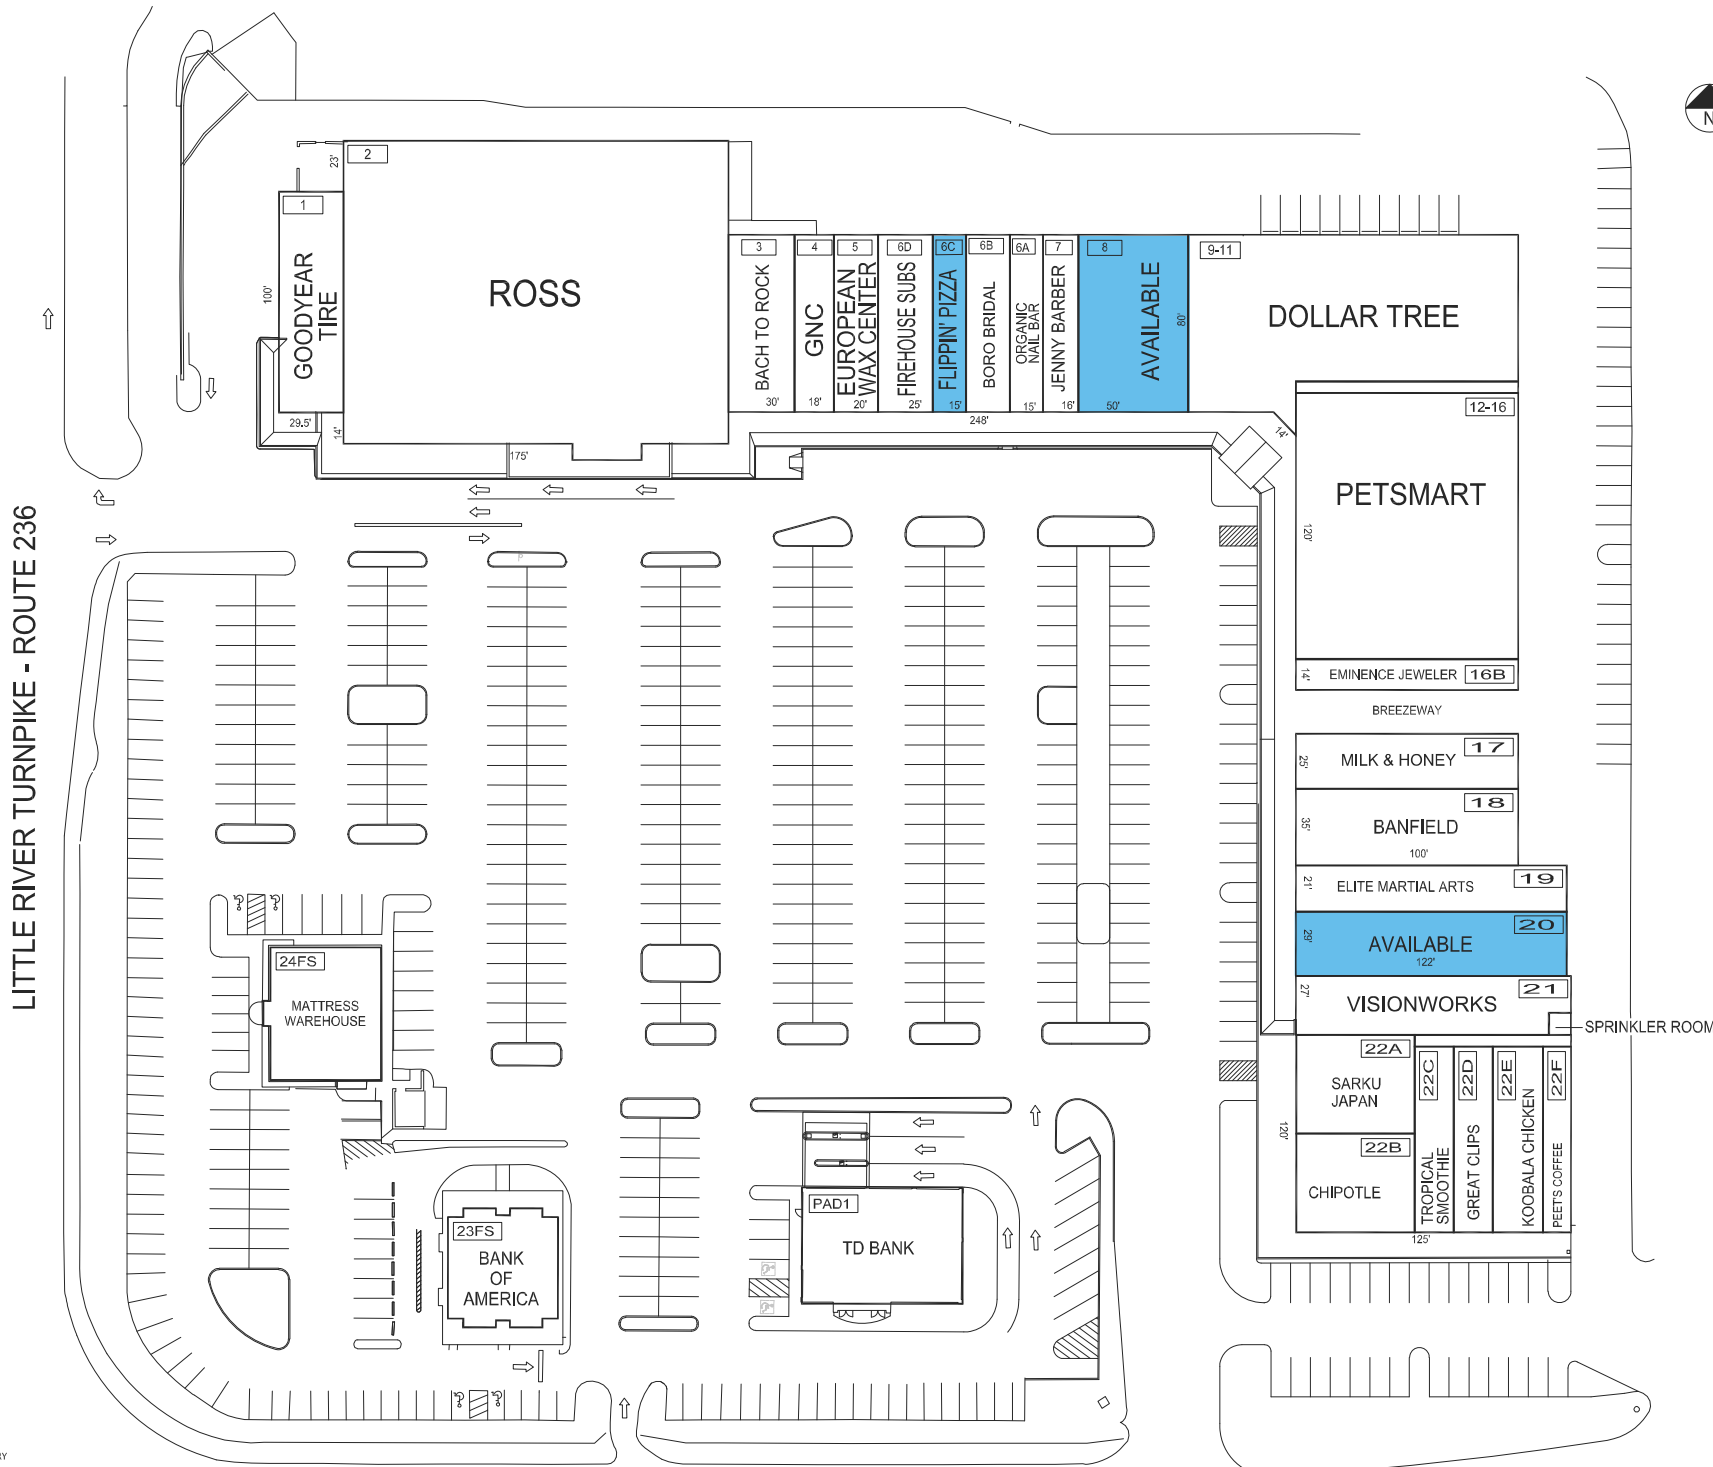 N
2
23'
1
GOODYEAR
TIRE
100'
29.5'
14'
ROSS
175'
3
BACH TO ROCK
30'
4
GNC
18'
5
EUROPEAN
WAX CENTER
20'
6D
FIREHOUSE SUBS
25'
6C
FLIPPIN' PIZZA
15'
6B
BORO BRIDAL
6A
ORGANIC
NAIL BAR
15'
7
JENNY BARBER
16'
8
AVAILABLE
80'
50'
248'
9-11
DOLLAR TREE
14'
12-16
PETSMART
120'
14'
EMINENCE JEWELER
16B
BREEZEWAY
17
MILK & HONEY
25'
18
BANFIELD
35'
100'
19
ELITE MARTIAL ARTS
21'
20
AVAILABLE
29'
122'
21
VISIONWORKS
27'
SPRINKLER ROOM
22A
SARKU
JAPAN
22B
CHIPOTLE
22C
TROPICAL
SMOOTHIE
22D
GREAT CLIPS
22E
KOOBALA CHICKEN
22F
PEET'S COFFEE
120'
125'
LITTLE RIVER TURNPIKE - ROUTE 236
24FS
MATTRESS
WAREHOUSE
23FS
BANK
OF
AMERICA
PAD1
TD BANK